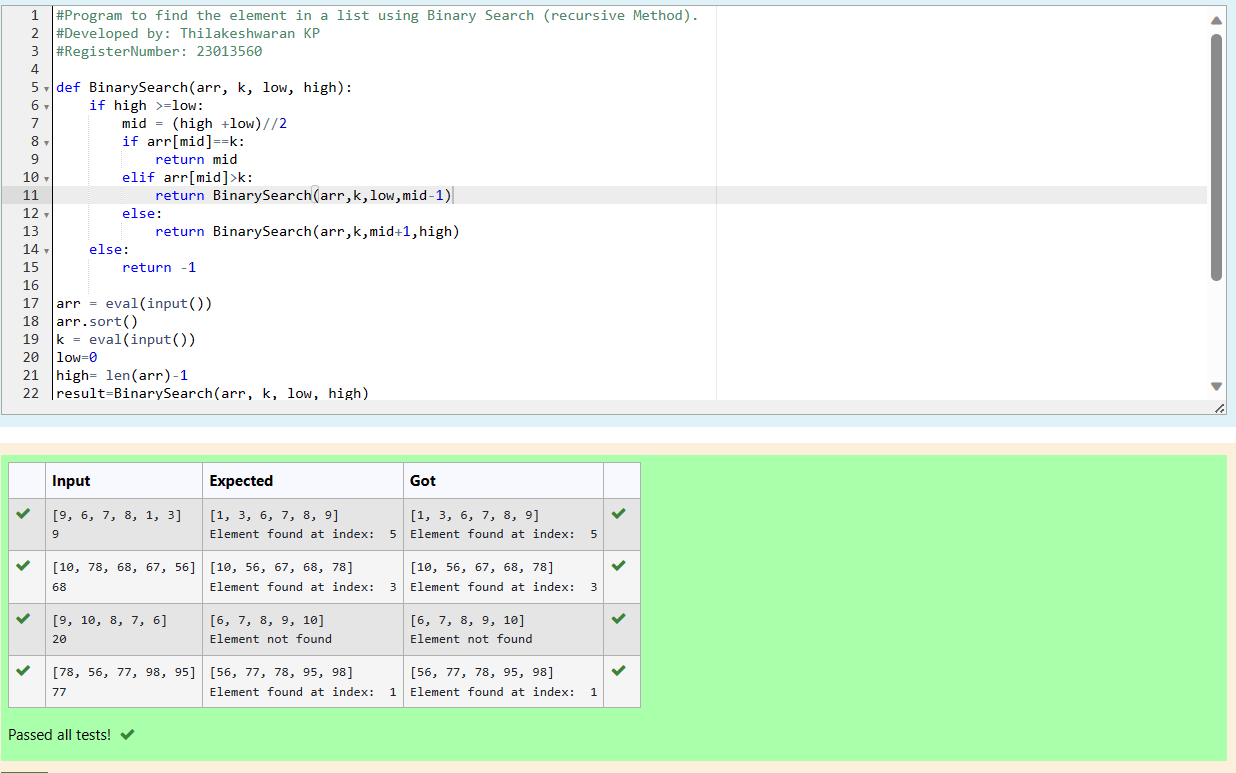 1 #Program to find the element in a list using Binary Search (recursive Method).
2 #Developed by: Thilakeshwaran KP
3 #RegisterNumber: 23013560
4
5 def BinarySearch(arr, k, low, high):
6     if high >=low:
7         mid = (high +low)//2
8         if arr[mid]==k:
9             return mid
10         elif arr[mid]>k:
11             return BinarySearch(arr,k,low,mid-1)
12         else:
13             return BinarySearch(arr,k,mid+1,high)
14     else:
15         return -1
16
17 arr = eval(input())
18 arr.sort()
19 k = eval(input())
20 low=0
21 high= len(arr)-1
22 result=BinarySearch(arr, k, low, high)
Input Expected Got
[9, 6, 7, 8, 1, 3] [1, 3, 6, 7, 8, 9] [1, 3, 6, 7, 8, 9]
9 Element found at index:  5 Element found at index:  5
[10, 78, 68, 67, 56] [10, 56, 67, 68, 78] [10, 56, 67, 68, 78]
68 Element found at index:  3 Element found at index:  3
[9, 10, 8, 7, 6] [6, 7, 8, 9, 10] [6, 7, 8, 9, 10]
20 Element not found Element not found
[78, 56, 77, 98, 95] [56, 77, 78, 95, 98] [56, 77, 78, 95, 98]
77 Element found at index:  1 Element found at index:  1
Passed all tests!